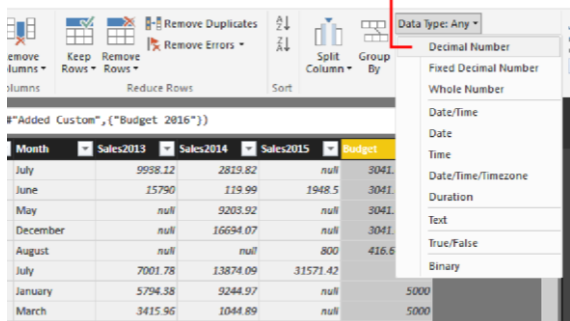 Remove Duplicates
Remove Errors
Keep Rows
Remove Rows
Split Column
Group By
Reduce Rows
Sort
Data Type: Any
Decimal Number
Fixed Decimal Number
Whole Number
Date/Time
Date
Time
Date/Time/Timezone
Duration
Text
True/False
Binary
#"Added Custom",{"Budget 2016"})
Month Sales2013 Sales2014 Sales2015 Budget
July 9938.12 2819.82 null 3041.
June 15790 119.99 1948.5 3041.
May null 9203.92 null 3041.
December null 16694.07 null 3041.
August null null 800 416.6
July 7001.78 13874.09 31571.42
January 5794.38 9244.97 null 5000
March 3415.96 1044.89 null 5000